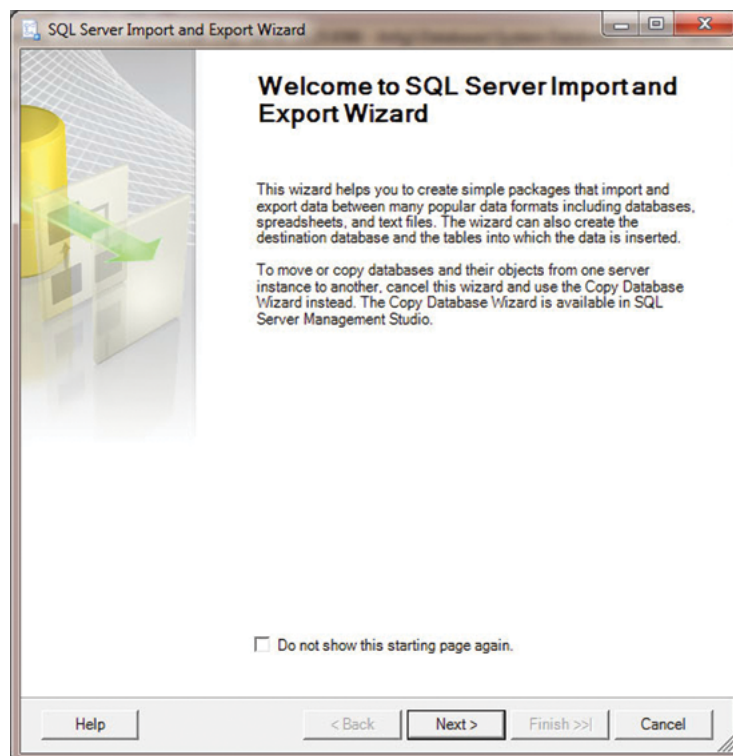 SQL Server Import and Export Wizard
Welcome to SQL Server Import and
Export Wizard
This wizard helps you to create simple packages that import and
export data between many popular data formats including databases,
spreadsheets, and text files. The wizard can also create the
destination database and the tables into which the data is inserted.
To move or copy databases and their objects from one server
instance to another, cancel this wizard and use the Copy Database
Wizard instead. The Copy Database Wizard is available in SQL
Server Management Studio.
Do not show this starting page again.
Help
< Back
Next >
Finish >>|
Cancel